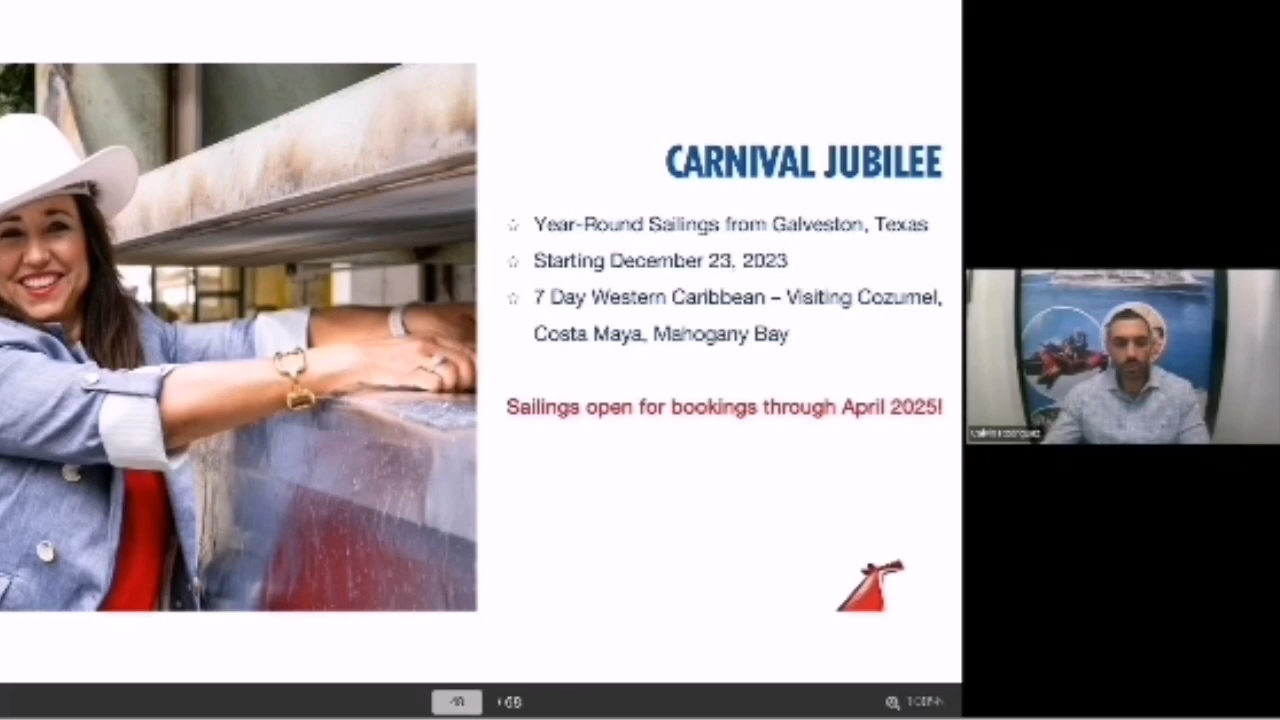 CARNIVAL JUBILEE
☆ Year-Round Sailings from Galveston, Texas
☆ Starting December 23, 2023
☆ 7 Day Western Caribbean – Visiting Cozumel,
Costa Maya, Mahogany Bay
Sailings open for bookings through April 2025!
/ 68